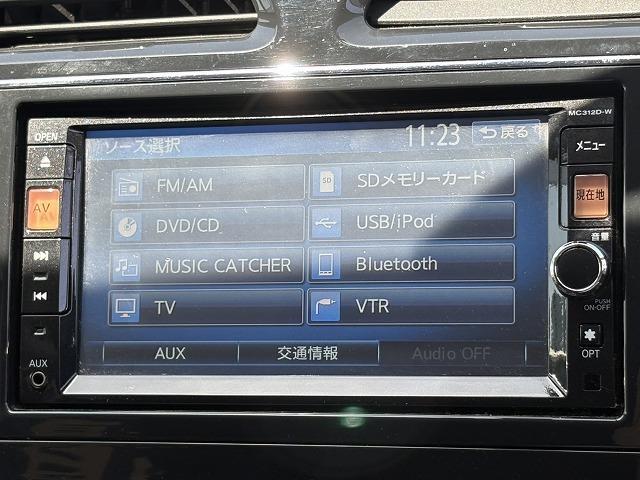 MC312D-W
OPEN
ソース選択
11:23
戻る
メニュー
AV
FM/AM
SD
SDメモリーカード
現在地
DVD/CD
USB/iPod
音量
MUSIC CATCHER
Bluetooth
TV
VTR
PUSH
ON-OFF
AUX
AUX
交通情報
Audio OFF
OPT